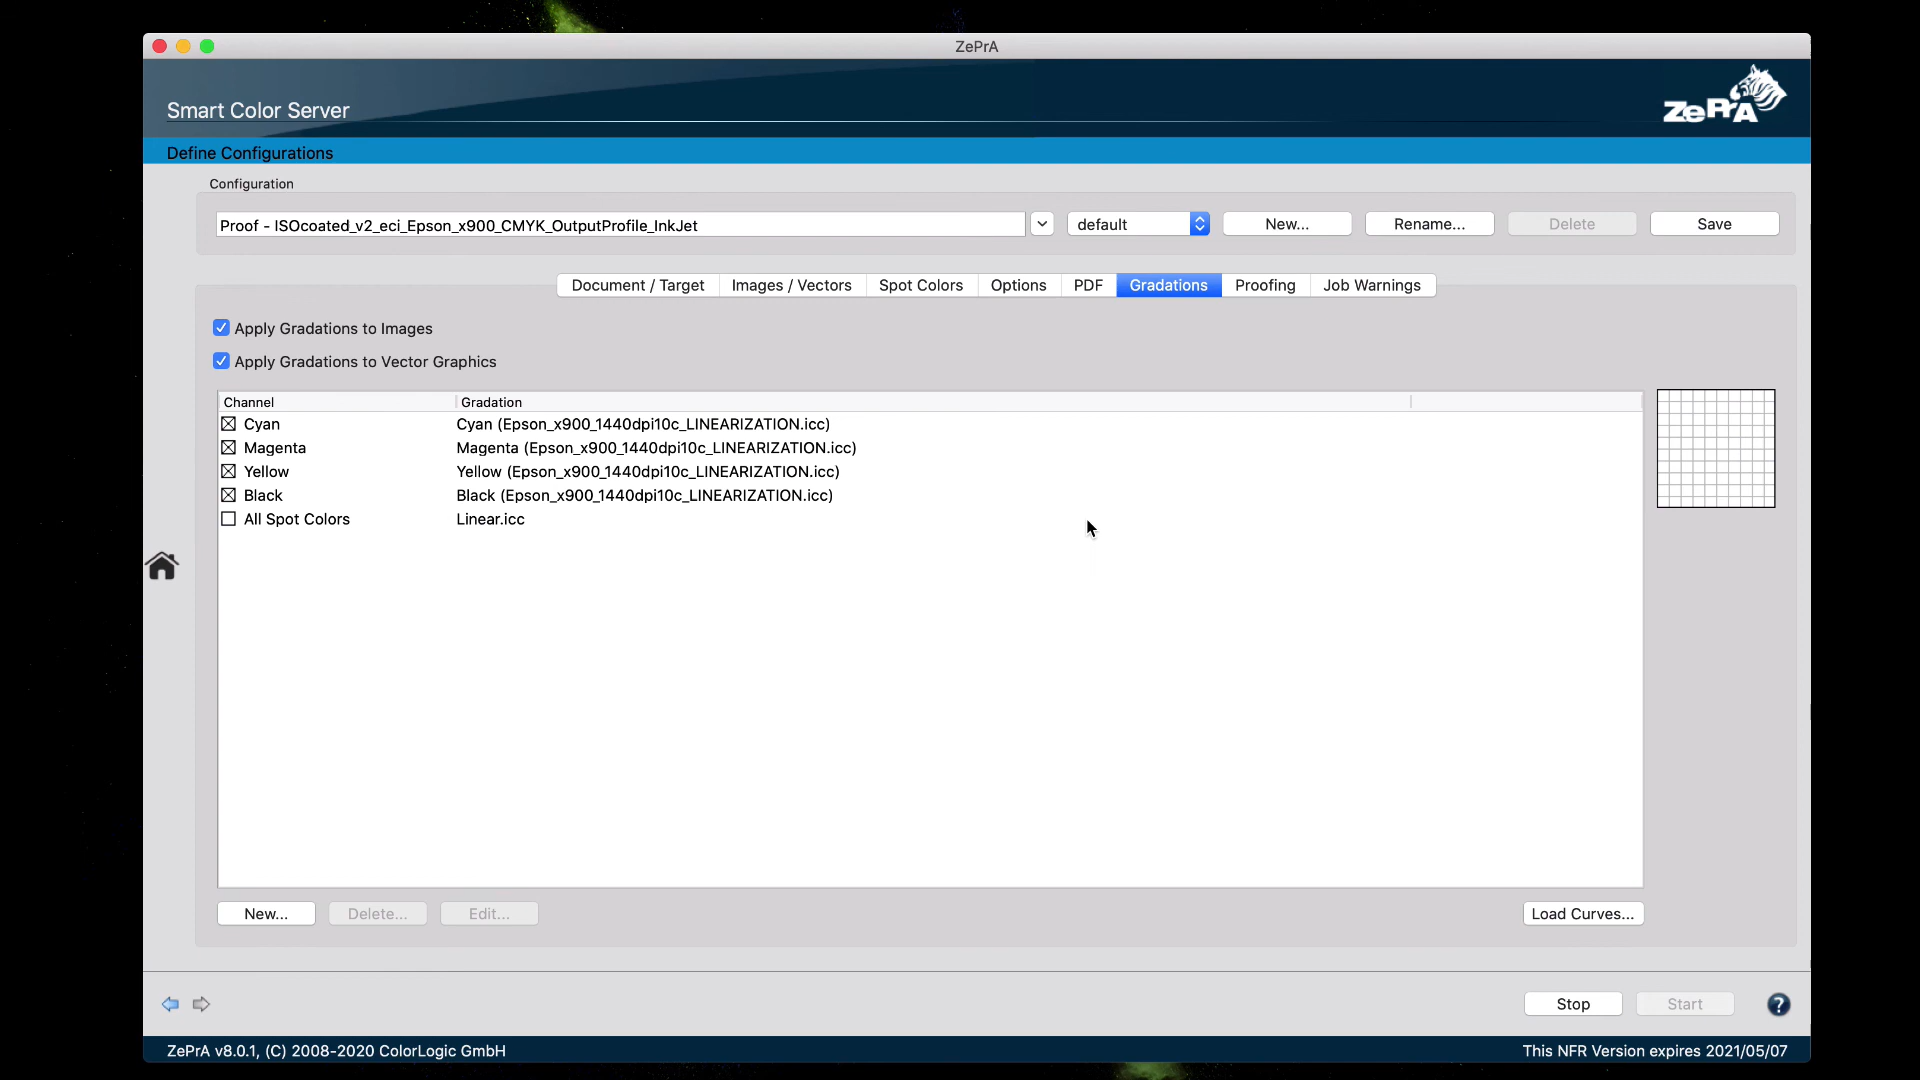 ZePrA
Smart Color Server
ZePrA
Define Configurations
Configuration
Proof - ISOcoated_v2_eci_Epson_x900_CMYK_OutputProfile_InkJet
default
New...
Rename...
Delete
Save
Document / Target
Images / Vectors
Spot Colors
Options
PDF
Gradations
Proofing
Job Warnings
Apply Gradations to Images
Apply Gradations to Vector Graphics
Channel
Gradation
Cyan
Cyan (Epson_x900_1440dpi10c_LINEARIZATION.icc)
Magenta
Magenta (Epson_x900_1440dpi10c_LINEARIZATION.icc)
Yellow
Yellow (Epson_x900_1440dpi10c_LINEARIZATION.icc)
Black
Black (Epson_x900_1440dpi10c_LINEARIZATION.icc)
All Spot Colors
Linear.icc
New...
Delete...
Edit...
Load Curves...
Stop
Start
?
ZePrA v8.0.1, (C) 2008-2020 ColorLogic GmbH
This NFR Version expires 2021/05/07